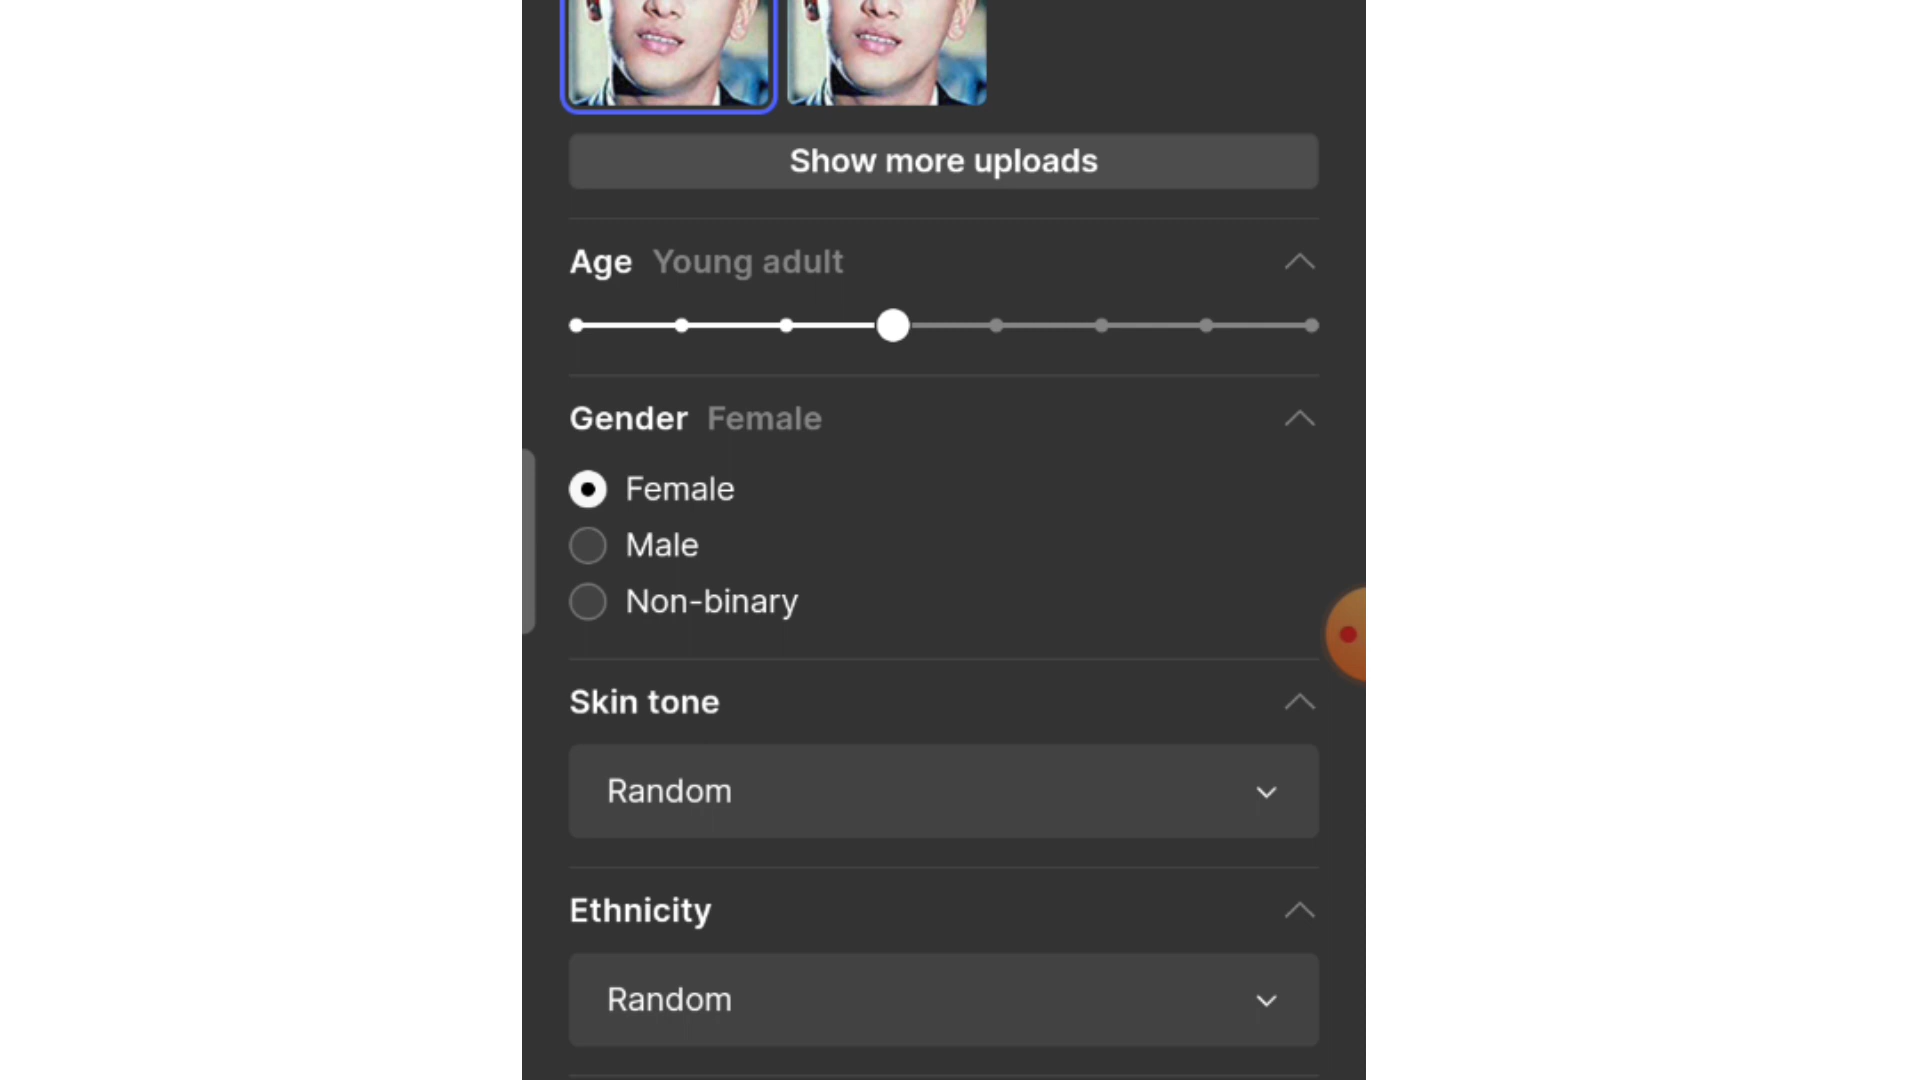 Show more uploads
Age Young adult
Gender Female
Female
Male
Non-binary
Skin tone
Random
Ethnicity
Random